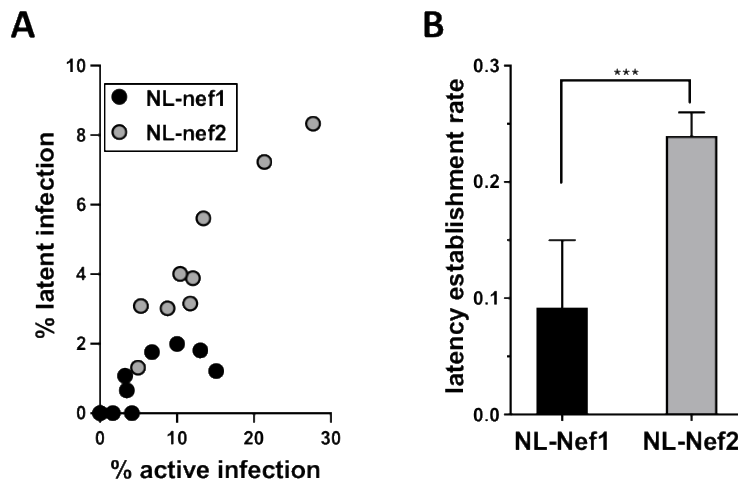 A
10
8
6
4
2
0
0 10 20 30
% latent infection
% active infection
NL-nef1
NL-nef2
B
0.3
0.2
0.1
0.0
latency establishment rate
***
NL-Nef1 NL-Nef2